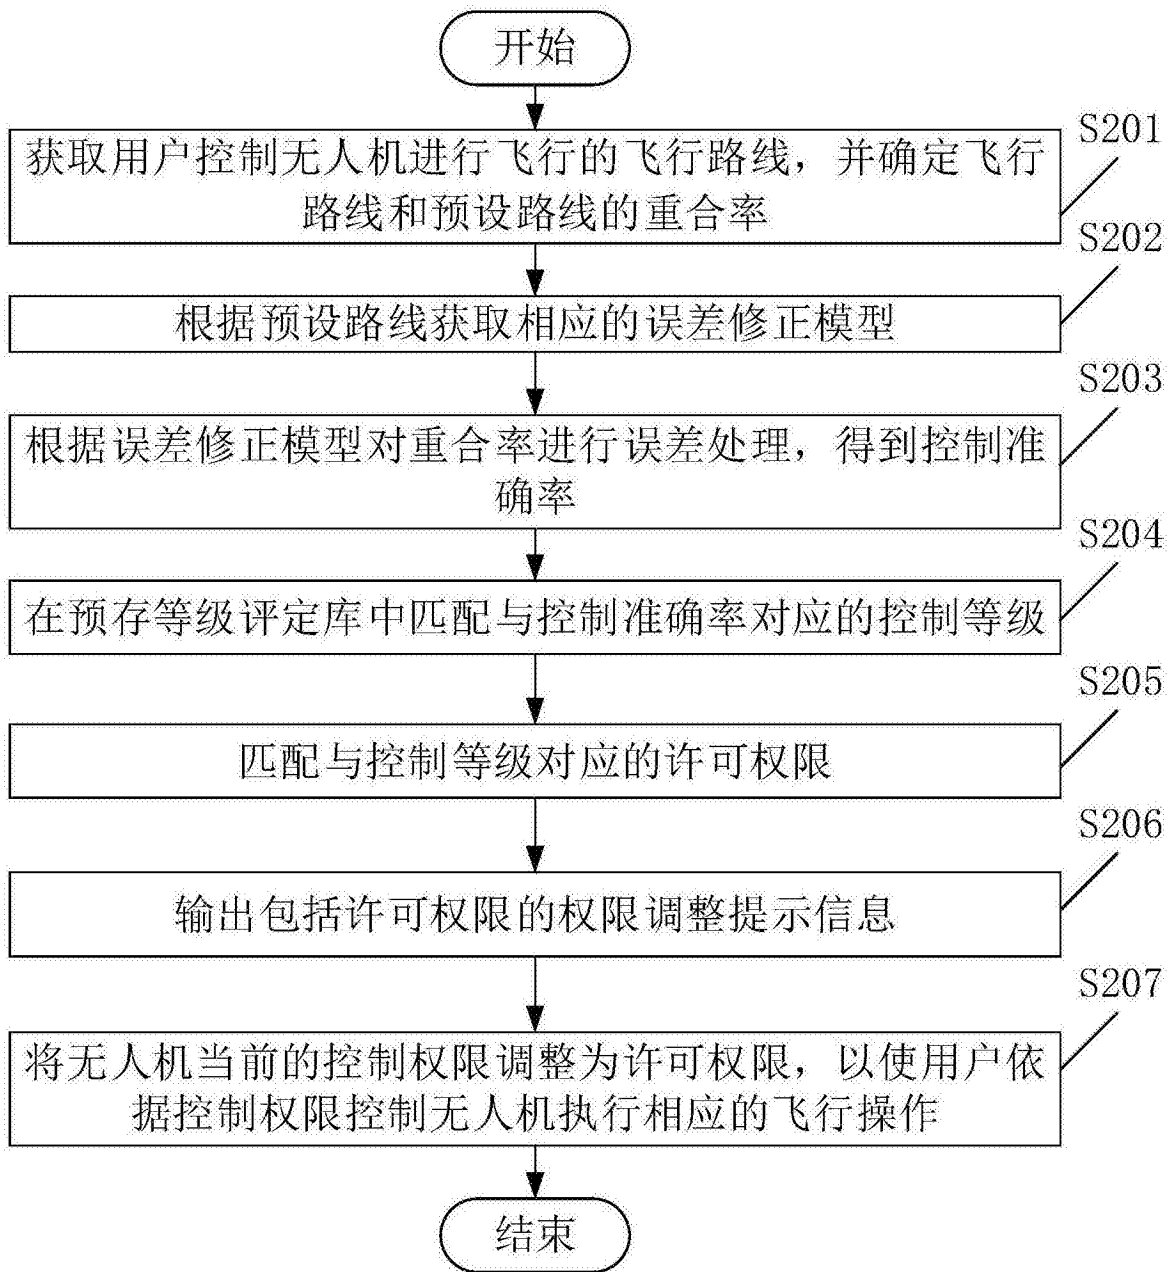 开始
S201
获取用户控制无人机进行飞行的飞行路线，并确定飞行
路线和预设路线的重合率
S202
根据预设路线获取相应的误差修正模型
S203
根据误差修正模型对重合率进行误差处理，得到控制准
确率
S204
在预存等级评定库中匹配与控制准确率对应的控制等级
S205
匹配与控制等级对应的许可权限
S206
输出包括许可权限的权限调整提示信息
S207
将无人机当前的控制权限调整为许可权限，以使用户依
据控制权限控制无人机执行相应的飞行操作
结束